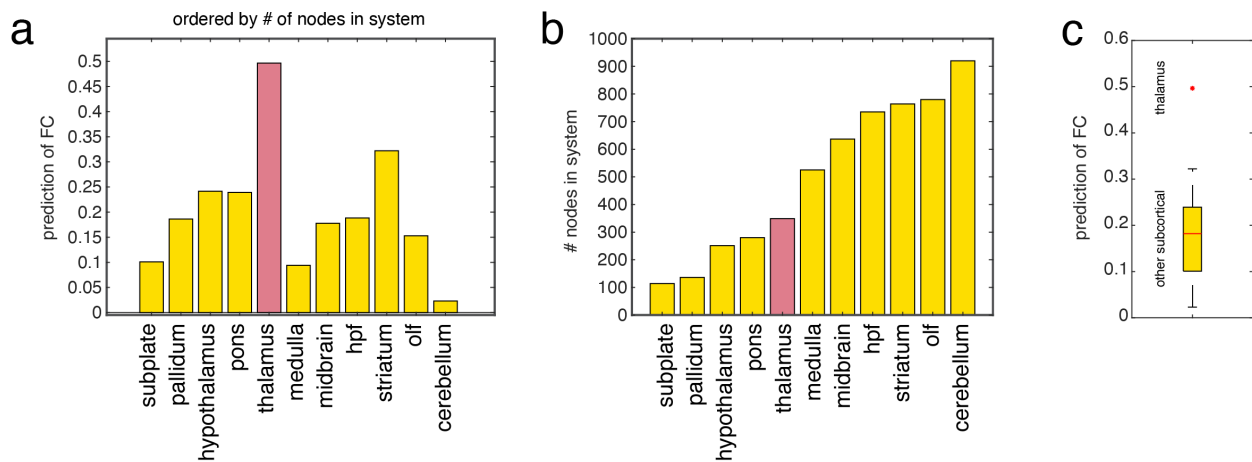 a
ordered by # of nodes in system
prediction of FC
0.5
0.45
0.4
0.35
0.3
0.25
0.2
0.15
0.1
0.05
0
subplate
pallidum
hypothalamus
pons
thalamus
medulla
midbrain
hpf
striatum
olf
cerebellum
b
# nodes in system
1000
900
800
700
600
500
400
300
200
100
0
subplate
pallidum
hypothalamus
pons
thalamus
medulla
midbrain
hpf
striatum
olf
cerebellum
c
prediction of FC
0.6
0.5
0.4
0.3
0.2
0.1
0
thalamus
other subcortical